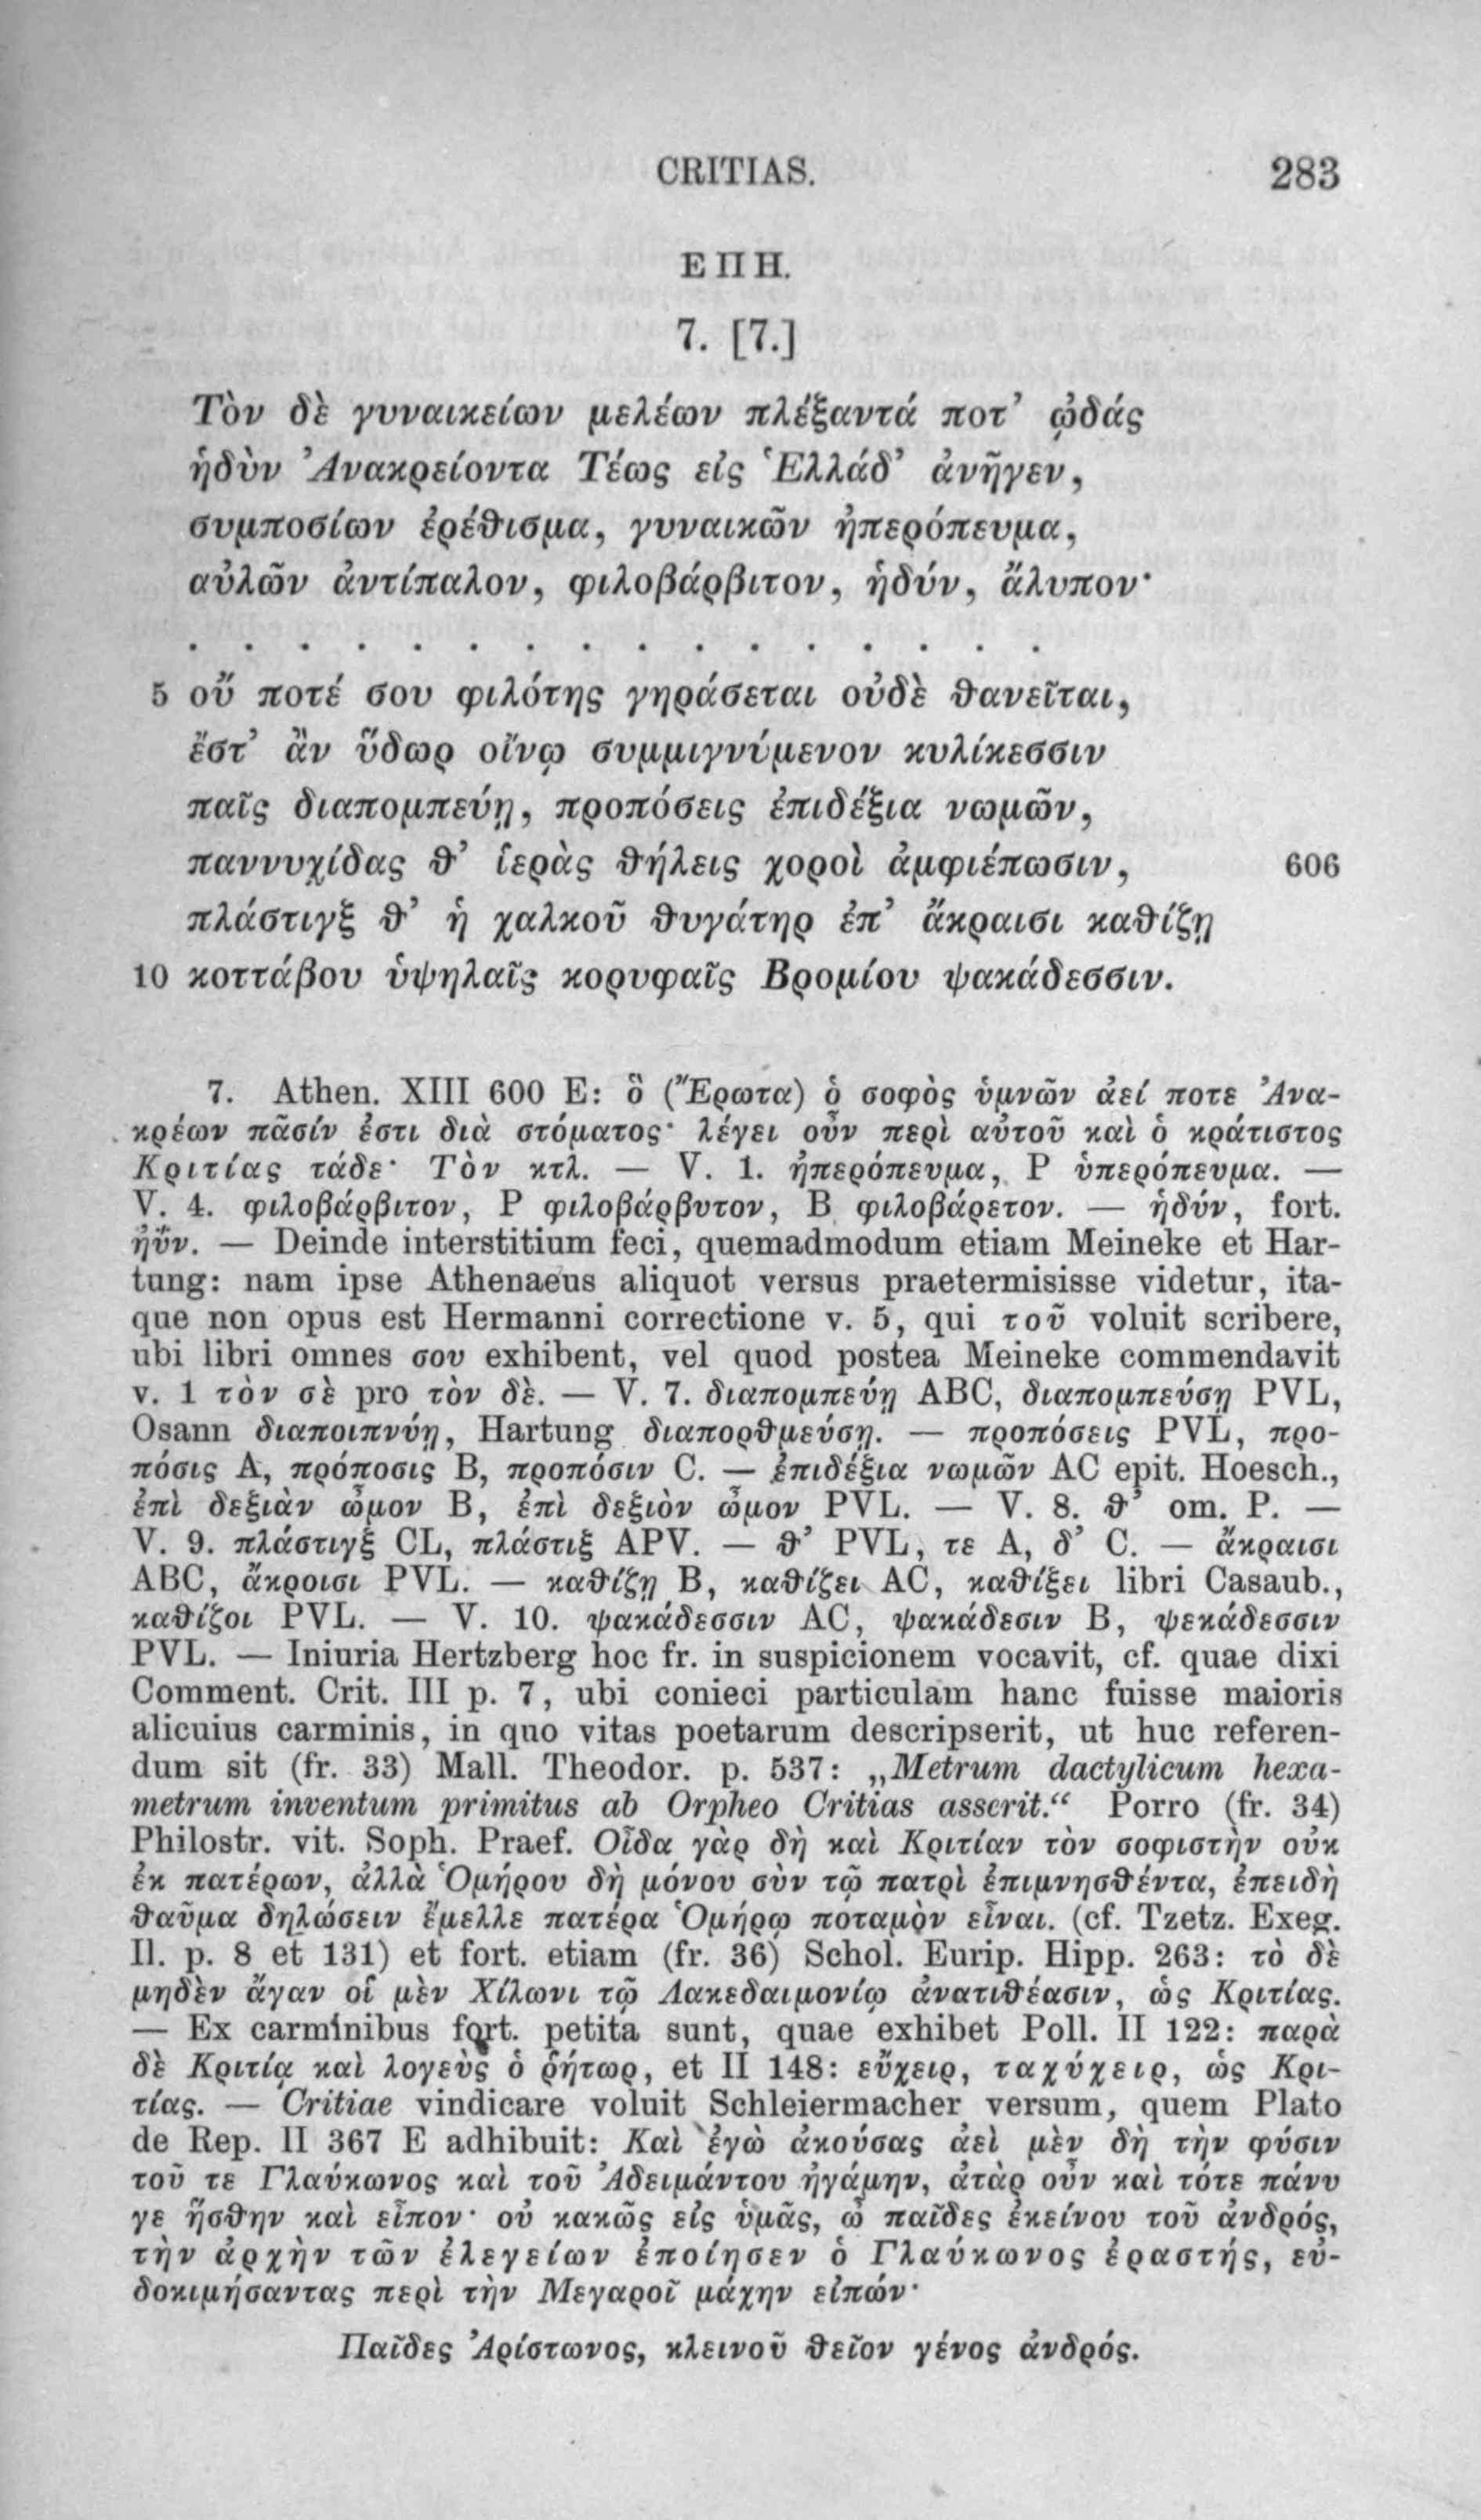 CRITIAS. 283
ΕΠΗ.
7. [7.]
Τὸν δὲ γυναικείων μελέων πλέξαντά ποτ’ ᾠδάς
ἡδὺν Ἀνακρείοντα Τέως εἰς Ἑλλάδ’ ἀνῆγεν,
συμποσίων ἐρέθισμα, γυναικῶν ἠπερόπευμα,
αὐλῶν ἀντίπαλον, φιλοβάρβιτον, ἡδύν, ἄλυπον·
. . . . . . . . . . . . . . . .
5 οὔ ποτέ σου φιλότης γηράσεται οὐδὲ θανεῖται,
ἔστ’ ἂν ὕδωρ οἴνῳ συμμιγνύμενον κυλίκεσσιν
παῖς διαπομπεύῃ, προπόσεις ἐπιδέξια νωμῶν,
παννυχίδας θ’ ἱερὰς θήλεις χοροὶ ἀμφιέπωσιν, 606
πλάστιγξ θ’ ἡ χαλκοῦ θυγάτηρ ἐπ’ ἄκραισι καθίζῃ
10 κοττάβου ὑψηλαῖς κορυφαῖς Βρομίου ψακάδεσσιν.
7. Athen. XIII 600 E: ὃ (Ἔρωτα) ὁ σοφὸς ὑμνῶν ἀεί ποτε Ἀνα-
κρέων πᾶσίν ἐστι διὰ στόματος· λέγει οὖν περὶ αὐτοῦ καὶ ὁ κράτιστος
Κριτίας τάδε· Τὸν κτλ. — V. 1. ἠπερόπευμα, P ὑπερόπευμα. —
V. 4. φιλοβάρβιτον, P φιλοβάρβυτον, B φιλοβάρετον. — ἡδύν, fort.
ἠΰν. — Deinde interstitium feci, quemadmodum etiam Meineke et Har-
tung: nam ipse Athenaeus aliquot versus praetermisisse videtur, ita-
que non opus est Hermanni correctione v. 5, qui τοῦ voluit scribere,
ubi libri omnes σου exhibent, vel quod postea Meineke commendavit
v. 1 τὸν σὲ pro τὸν δὲ. — V. 7. διαπομπεύῃ ABC, διαπομπεύσῃ PVL,
Osann διαποιπνύῃ, Hartung διαπορθμεύσῃ. — προπόσεις PVL, προ-
πόσις A, πρόποσις B, προπόσιν C. — ἐπιδέξια νωμῶν AC epit. Hoesch.,
ἐπὶ δεξιὰν ὦμον B, ἐπὶ δεξιὸν ὦμον PVL. — V. 8. θ’ om. P. —
V. 9. πλάστιγξ CL, πλάστιξ APV. — θ’ PVL, τε A, δ’ C. — ἄκραισι
ABC, ἄκροισι PVL. — καθίζῃ B, καθίζει AC, καθίξει libri Casaub.,
καθίζοι PVL. — V. 10. ψακάδεσσιν AC, ψακάδεσιν B, ψεκάδεσσιν
PVL. — Iniuria Hertzberg hoc fr. in suspicionem vocavit, cf. quae dixi
Comment. Crit. III p. 7, ubi conieci particulam hanc fuisse maioris
alicuius carminis, in quo vitas poetarum descripserit, ut huc referen-
dum sit (fr. 33) Mall. Theodor. p. 537: „Metrum dactylicum hexa-
metrum inventum primitus ab Orpheo Critias asserit.“ Porro (fr. 34)
Philostr. vit. Soph. Praef. Οἶδα γὰρ δὴ καὶ Κριτίαν τὸν σοφιστὴν οὐκ
ἐκ πατέρων, ἀλλὰ Ὁμήρου δὴ μόνου σὺν τῷ πατρὶ ἐπιμνησθέντα, ἐπειδὴ
θαῦμα δηλώσειν ἔμελλε πατέρα Ὁμήρῳ ποταμὸν εἶναι. (cf. Tzetz. Exeg.
Il. p. 8 et 131) et fort. etiam (fr. 36) Schol. Eurip. Hipp. 263: τὸ δὲ
μηδὲν ἄγαν οἱ μὲν Χίλωνι τῷ Λακεδαιμονίῳ ἀνατιθέασιν, ὡς Κριτίας.
— Ex carminibus fort. petita sunt, quae exhibet Poll. II 122: παρὰ
δὲ Κριτίᾳ καὶ λογεὺς ὁ ῥήτωρ, et II 148: εὔχειρ, ταχύχειρ, ὡς Κρι-
τίας. — Critiae vindicare voluit Schleiermacher versum, quem Plato
de Rep. II 367 E adhibuit: Καὶ ἐγὼ ἀκούσας ἀεὶ μὲν δὴ τὴν φύσιν
τοῦ τε Γλαύκωνος καὶ τοῦ Ἀδειμάντου ἠγάμην, ἀτὰρ οὖν καὶ τότε πάνυ
γε ἥσθην καὶ εἶπον· οὐ κακῶς εἰς ὑμᾶς, ὦ παῖδες ἐκείνου τοῦ ἀνδρός,
τὴν ἀρχὴν τῶν ἐλεγείων ἐποίησεν ὁ Γλαύκωνος ἐραστής, εὐ-
δοκιμήσαντας περὶ τὴν Μεγαροῖ μάχην εἰπών·
Παῖδες Ἀρίστωνος, κλεινοῦ θεῖον γένος ἀνδρός.